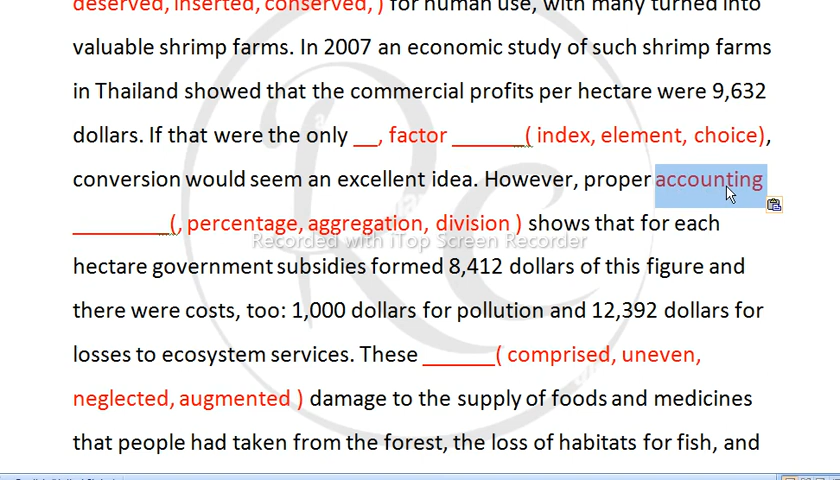 deserved, inserted, conserved, ) for human use, with many turned into
valuable shrimp farms. In 2007 an economic study of such shrimp farms
in Thailand showed that the commercial profits per hectare were 9,632
dollars. If that were the only __, factor ______( index, element, choice),
conversion would seem an excellent idea. However, proper accounting
________(, percentage, aggregation, division ) shows that for each
Recorded with iTop Screen Recorder
hectare government subsidies formed 8,412 dollars of this figure and
there were costs, too: 1,000 dollars for pollution and 12,392 dollars for
losses to ecosystem services. These ______( comprised, uneven,
neglected, augmented ) damage to the supply of foods and medicines
that people had taken from the forest, the loss of habitats for fish, and